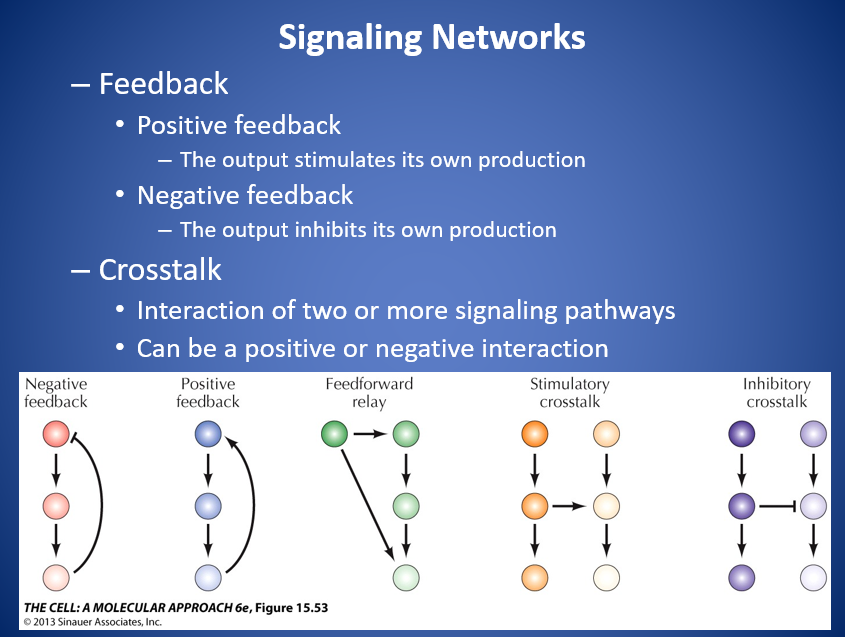 Signaling Networks
– Feedback
• Positive feedback
– The output stimulates its own production
• Negative feedback
– The output inhibits its own production
– Crosstalk
• Interaction of two or more signaling pathways
• Can be a positive or negative interaction
Negative
feedback
Positive
feedback
Feedforward
relay
Stimulatory
crosstalk
Inhibitory
crosstalk
THE CELL: A MOLECULAR APPROACH 6e, Figure 15.53
© 2013 Sinauer Associates, Inc.